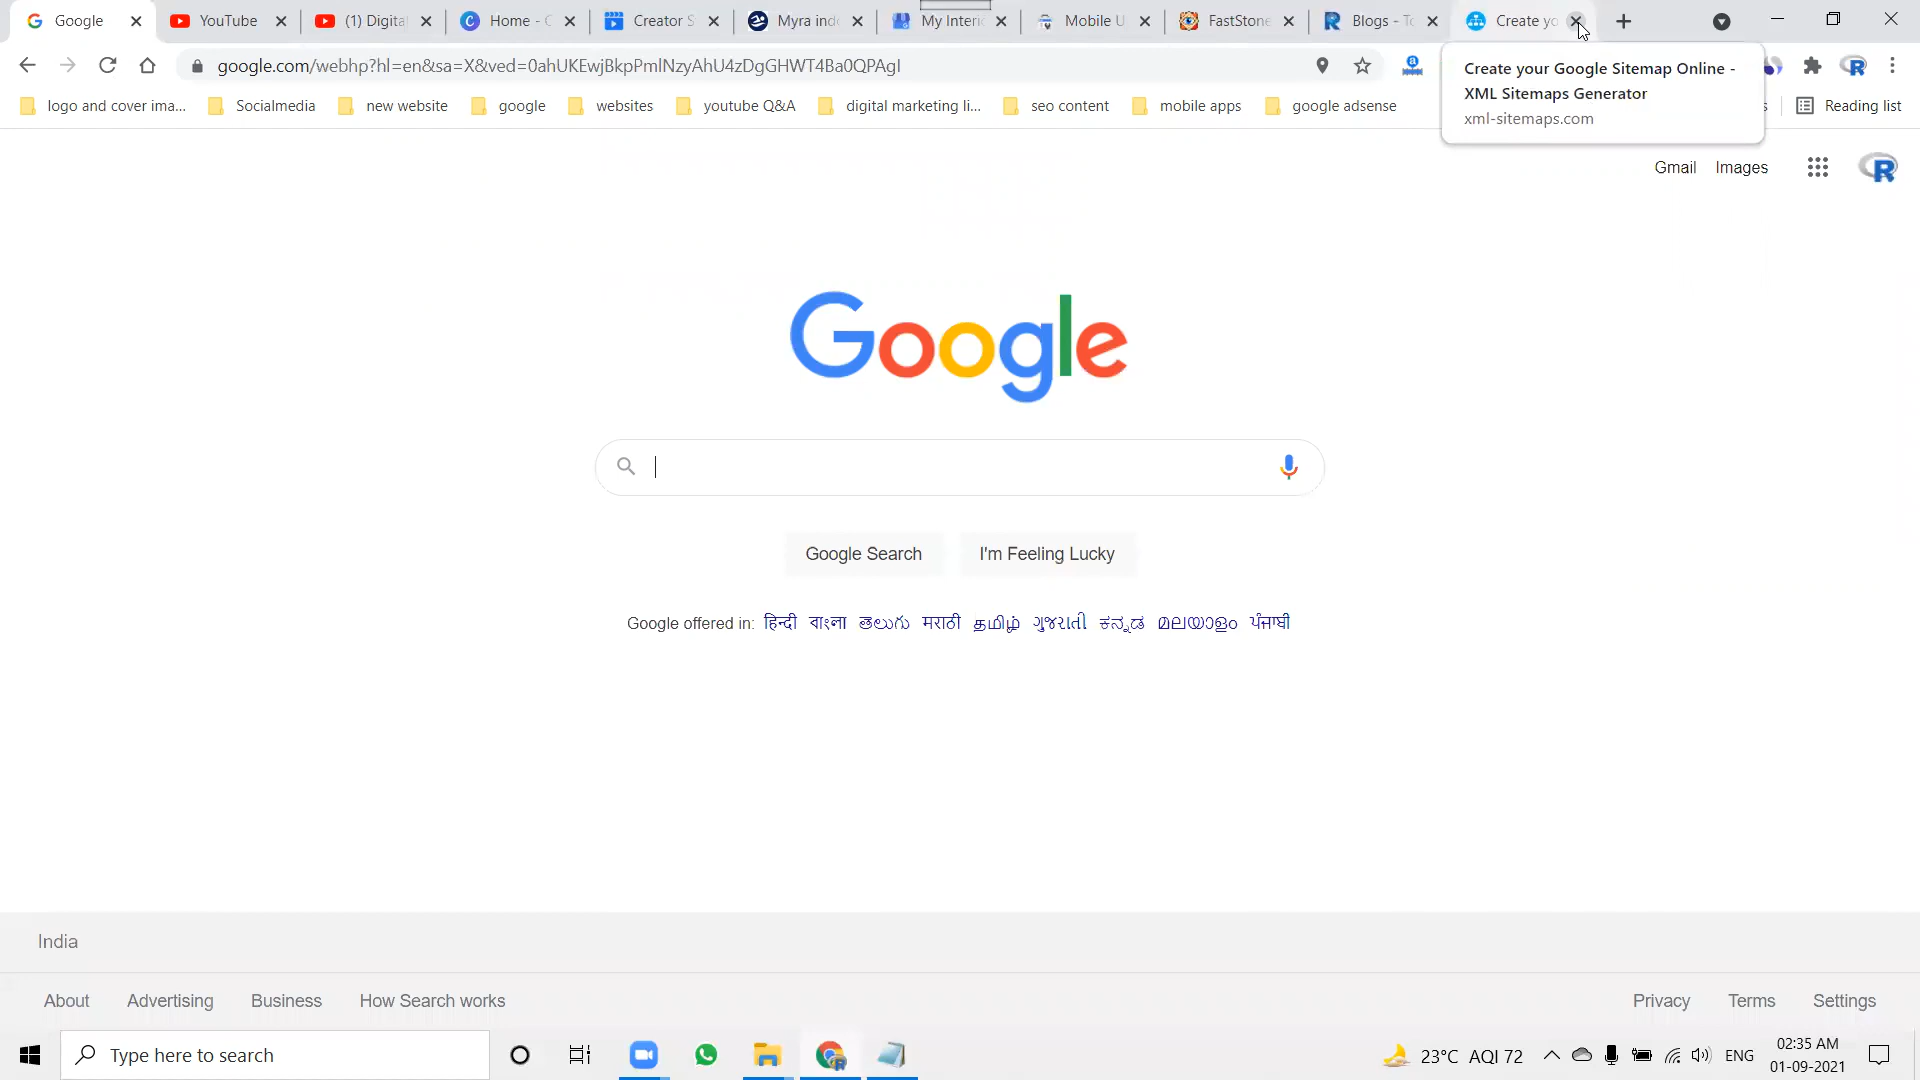 Google
YouTube
(1) Digita
Home - C
Creator S
Myra ind
My Interi
Mobile U
FastStone
Blogs - To
Create yo
google.com/webhp?hl=en&sa=X&ved=0ahUKEwjBkpPmlNzyAhU4zDgGHWT4Ba0QPAgI
Create your Google Sitemap Online -
XML Sitemaps Generator
xml-sitemaps.com
logo and cover ima...
Socialmedia
new website
google
websites
youtube Q&A
digital marketing li...
seo content
mobile apps
google adsense
Reading list
Gmail Images
Google
Google Search
I'm Feeling Lucky
Google offered in: हिन्दी বাংলা తెలుగు मराठी தமிழ் ગુજરાતી ಕನ್ನಡ മലയാളം ਪੰਜਾਬੀ
India
About Advertising Business How Search works
Privacy Terms Settings
Type here to search
23°C AQI 72
ENG
02:35 AM
01-09-2021